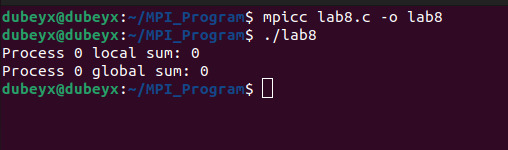 dubeyx@dubeyx:~/MPI_Program$ mpicc lab8.c -o lab8
dubeyx@dubeyx:~/MPI_Program$ ./lab8
Process 0 local sum: 0
Process 0 global sum: 0
dubeyx@dubeyx:~/MPI_Program$